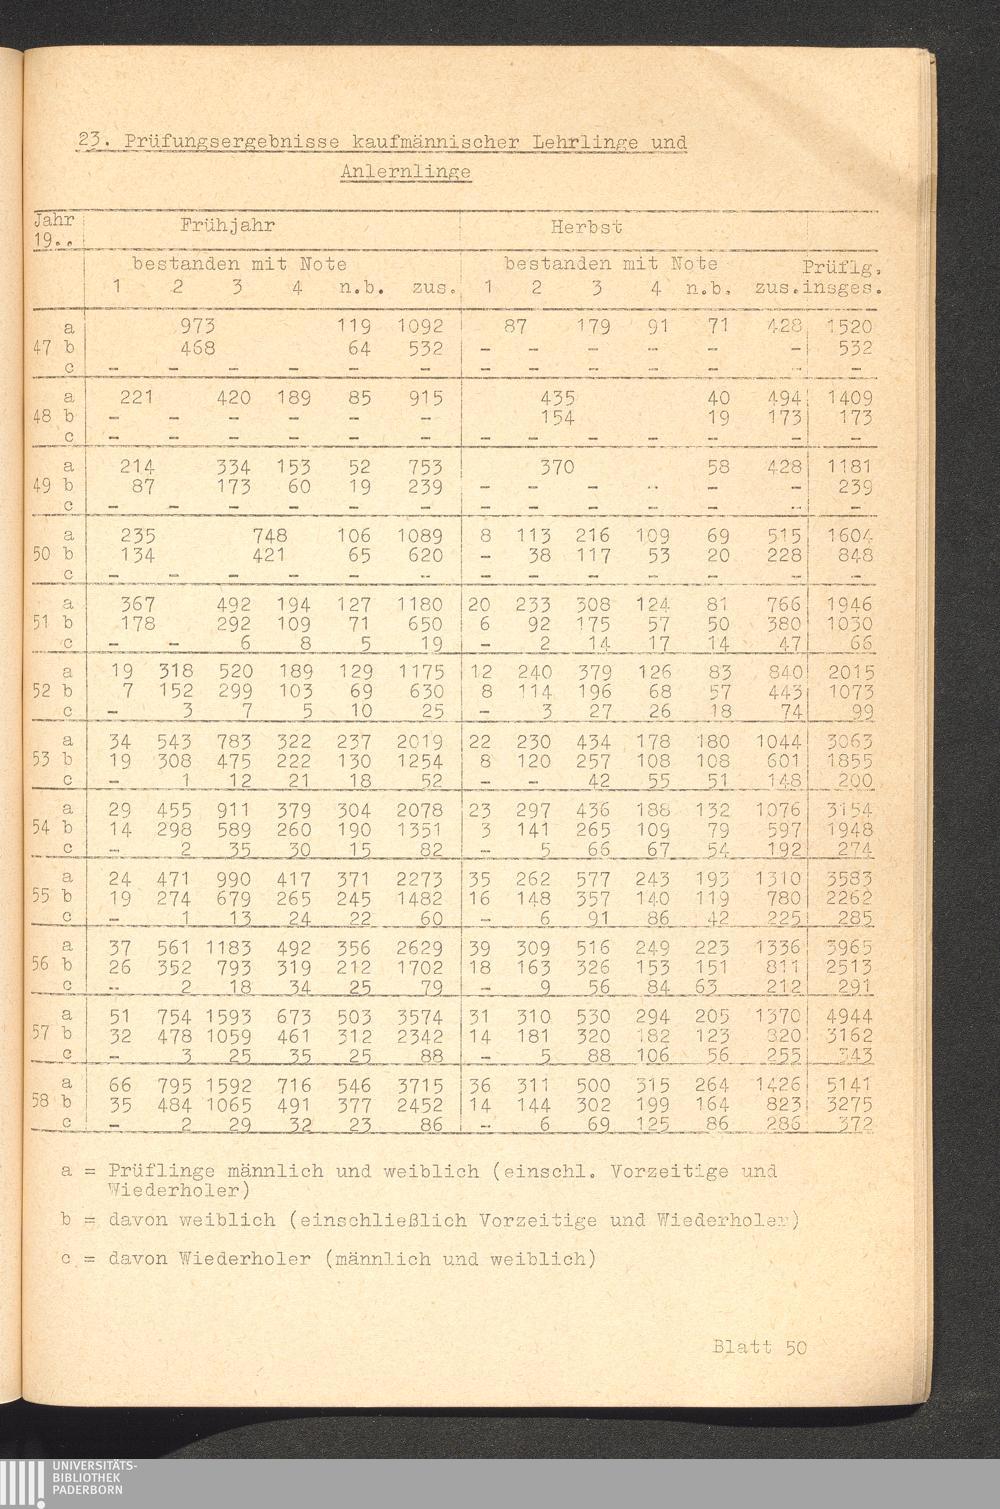 23. Prüfungsergebnisse kaufmännischer Lehrlinge und
Anlernlinge
Jahr Frühjahr Herbst
19..
bestanden mit Note bestanden mit Note Prüflg.
1 2 3 4 n.b. zus. 1 2 3 4 n.b. zus. insges.
a 973 119 1092 87 179 91 71 428 1520
47 b 468 64 532 - - - - - - 532
c - - - - - - - - - - - - -
a 221 420 189 85 915 435 40 494 1409
48 b - - - - - - 154 19 173 173
c - - - - - - - - - - - - -
a 214 334 153 52 753 370 58 428 1181
49 b 87 173 60 19 239 - - - - - - 239
c - - - - - - - - - - - - -
a 235 748 106 1089 8 113 216 109 69 515 1604
50 b 134 421 65 620 - 38 117 53 20 228 848
c - - - - - - - - - - - - -
a 367 492 194 127 1180 20 233 308 124 81 766 1946
51 b 178 292 109 71 650 6 92 175 57 50 380 1030
c - - 6 8 5 19 - 2 14 17 14 47 66
a 19 318 520 189 129 1175 12 240 379 126 83 840 2015
52 b 7 152 299 103 69 630 8 114 196 68 57 443 1073
c - 3 7 5 10 25 - 3 27 26 18 74 99
a 34 543 783 322 237 2019 22 230 434 178 180 1044 3063
53 b 19 308 475 222 130 1254 8 120 257 108 108 601 1855
c - 1 12 21 18 52 - - 42 55 51 148 200
a 29 455 911 379 304 2078 23 297 436 188 132 1076 3154
54 b 14 298 589 260 190 1351 3 141 265 109 79 597 1948
c - 2 35 30 15 82 - 5 66 67 54 192 274
a 24 471 990 417 371 2273 35 262 577 243 193 1310 3583
55 b 19 274 679 265 245 1482 16 148 357 140 119 780 2262
c - 1 13 24 22 60 - 6 91 86 42 225 285
a 37 561 1183 492 356 2629 39 309 516 249 223 1336 3965
56 b 26 352 793 319 212 1702 18 163 326 153 151 811 2513
c - 2 18 34 25 79 - 9 56 84 63 212 291
a 51 754 1593 673 503 3574 31 310 530 294 205 1370 4944
57 b 32 478 1059 461 312 2342 14 181 320 182 123 820 3162
c - 3 25 35 25 88 - 5 88 106 56 255 343
a 66 795 1592 716 546 3715 36 311 500 315 264 1426 5141
58 b 35 484 1065 491 377 2452 14 144 302 199 164 823 3275
c - 2 29 32 23 86 - 6 69 125 86 286 372
a = Prüflinge männlich und weiblich (einschl. Vorzeitige und
Wiederholer)
b = davon weiblich (einschließlich Vorzeitige und Wiederholer)
c = davon Wiederholer (männlich und weiblich)
Blatt 50
UNIVERSITÄTS-
BIBLIOTHEK
PADERBORN